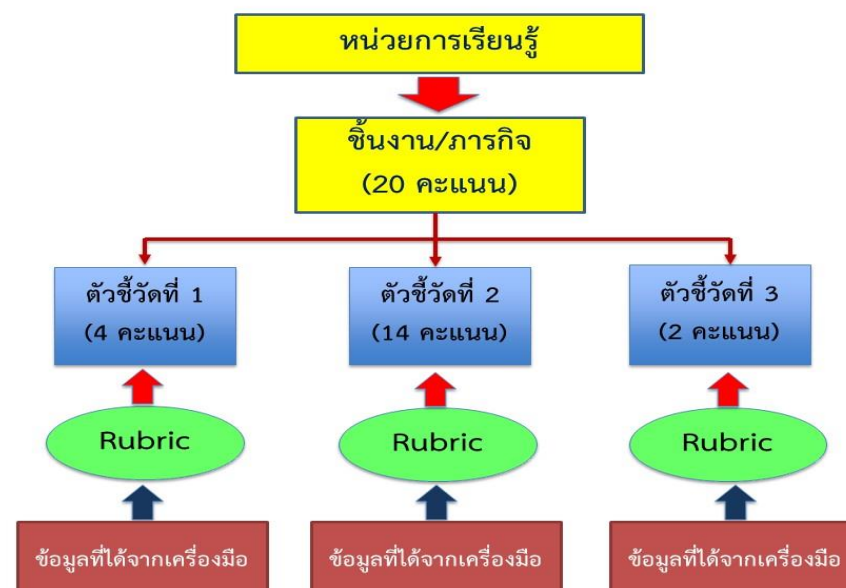 หน่วยการเรียนรู้
ชิ้นงาน/ภารกิจ
(20 คะแนน)
ตัวชี้วัดที่ 1
(4 คะแนน)
ตัวชี้วัดที่ 2
(14 คะแนน)
ตัวชี้วัดที่ 3
(2 คะแนน)
Rubric
Rubric
Rubric
ข้อมูลที่ได้จากเครื่องมือ
ข้อมูลที่ได้จากเครื่องมือ
ข้อมูลที่ได้จากเครื่องมือ